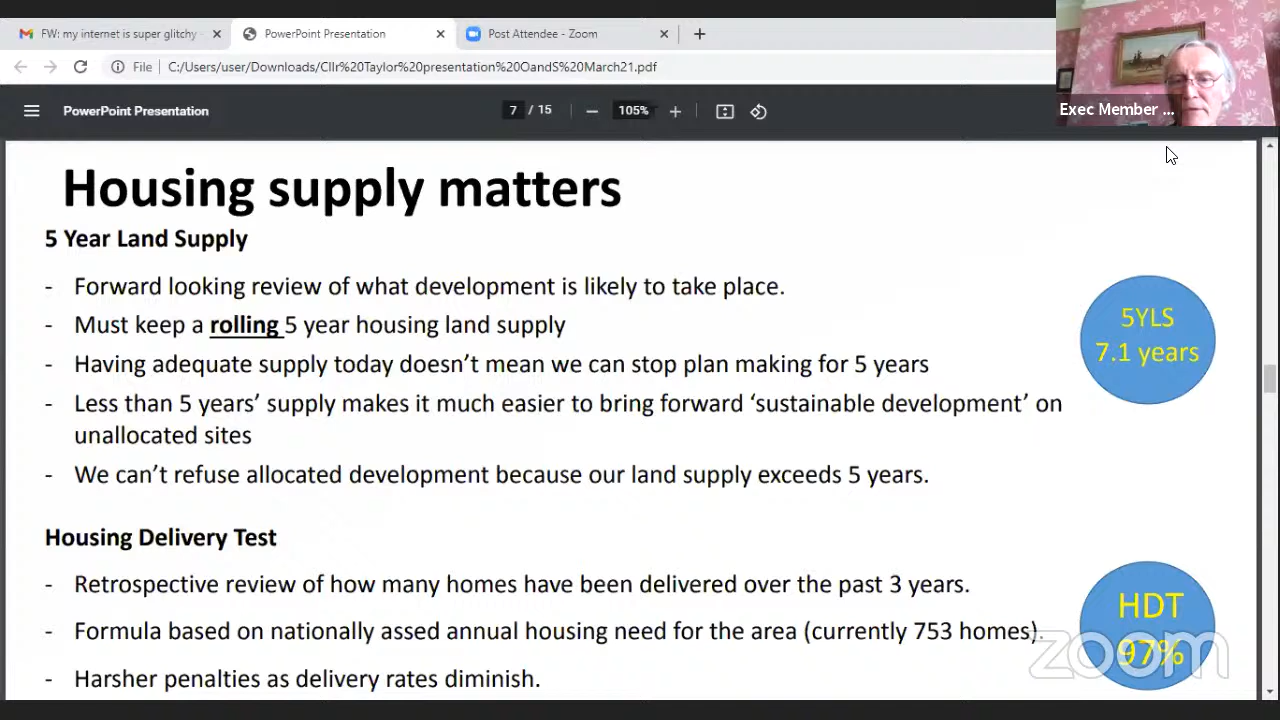 FW: my internet is super glitchy
PowerPoint Presentation
Post Attendee - Zoom
File
C:/Users/user/Downloads/Cllr%20Taylor%20presentation%20OandS%20March21.pdf
Exec Member ...
PowerPoint Presentation
7 / 15
105%
Housing supply matters
5 Year Land Supply
- Forward looking review of what development is likely to take place.
- Must keep a rolling 5 year housing land supply
- Having adequate supply today doesn't mean we can stop plan making for 5 years
- Less than 5 years' supply makes it much easier to bring forward 'sustainable development' on
unallocated sites
- We can't refuse allocated development because our land supply exceeds 5 years.
5YLS
7.1 years
Housing Delivery Test
- Retrospective review of how many homes have been delivered over the past 3 years.
- Formula based on nationally assed annual housing need for the area (currently 753 homes).
- Harsher penalties as delivery rates diminish.
HDT
97%
zoom